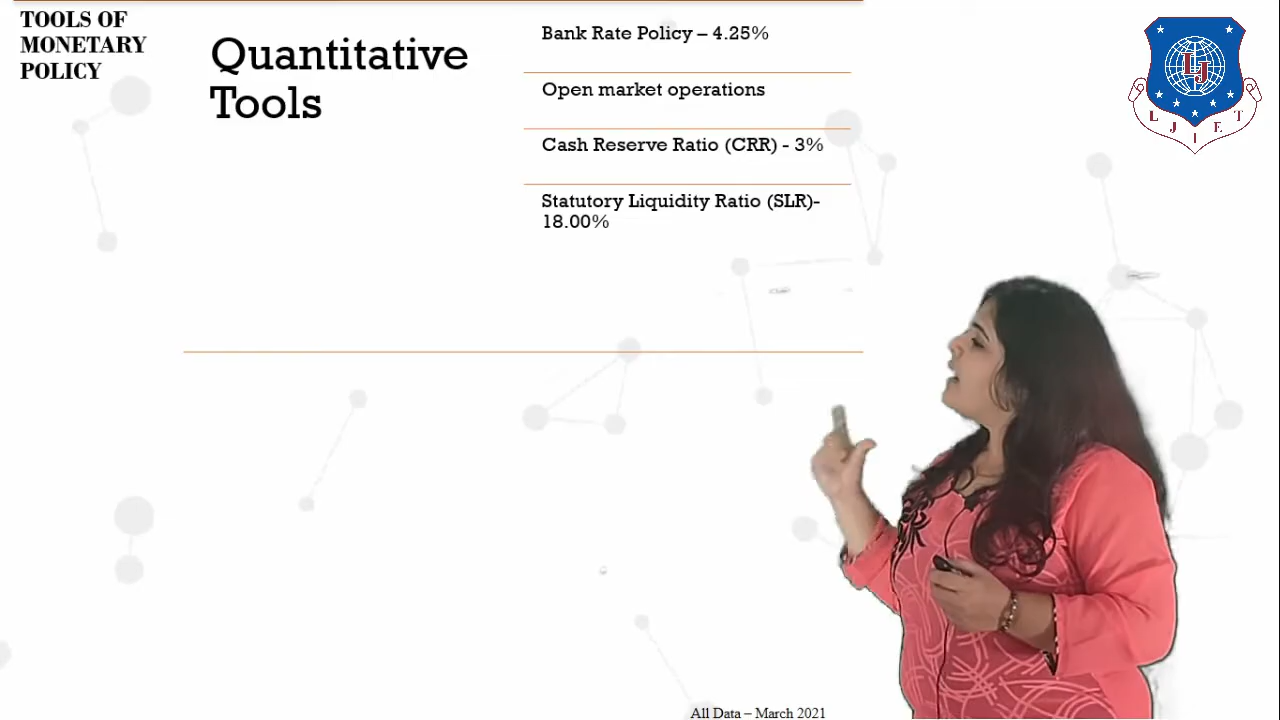 TOOLS OF
MONETARY
POLICY
Quantitative
Tools
Bank Rate Policy – 4.25%
Open market operations
Cash Reserve Ratio (CRR) - 3%
Statutory Liquidity Ratio (SLR)-
18.00%
LJ
L J I E T
All Data – March 2021